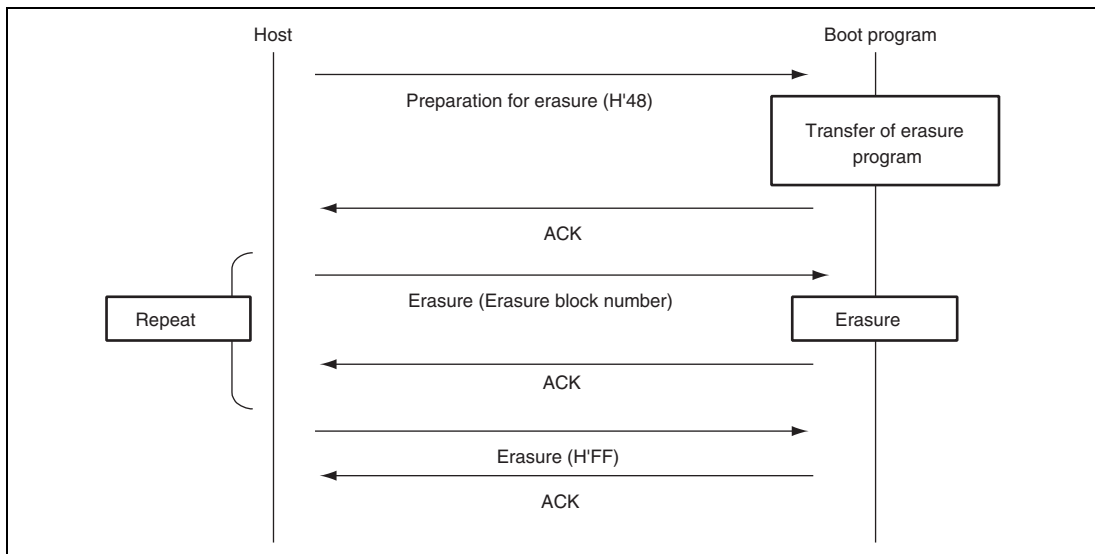 Host
Boot program
Preparation for erasure (H'48)
Transfer of erasure
program
ACK
Erasure (Erasure block number)
Repeat
Erasure
ACK
Erasure (H'FF)
ACK